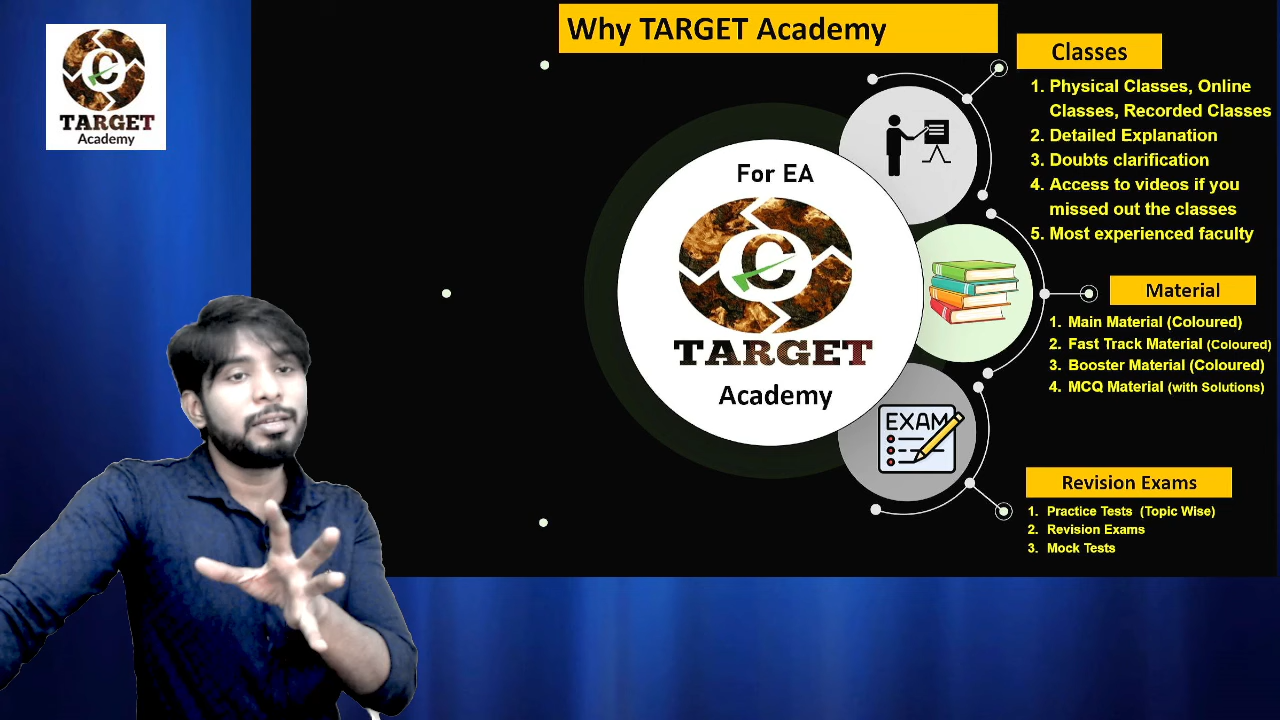 TARGET
Academy
Why TARGET Academy
For EA
C
TARGET
Academy
EXAM
Classes
1. Physical Classes, Online
Classes, Recorded Classes
2. Detailed Explanation
3. Doubts clarification
4. Access to videos if you
missed out the classes
5. Most experienced faculty
Material
1. Main Material (Coloured)
2. Fast Track Material (Coloured)
3. Booster Material (Coloured)
4. MCQ Material (with Solutions)
Revision Exams
1. Practice Tests (Topic Wise)
2. Revision Exams
3. Mock Tests